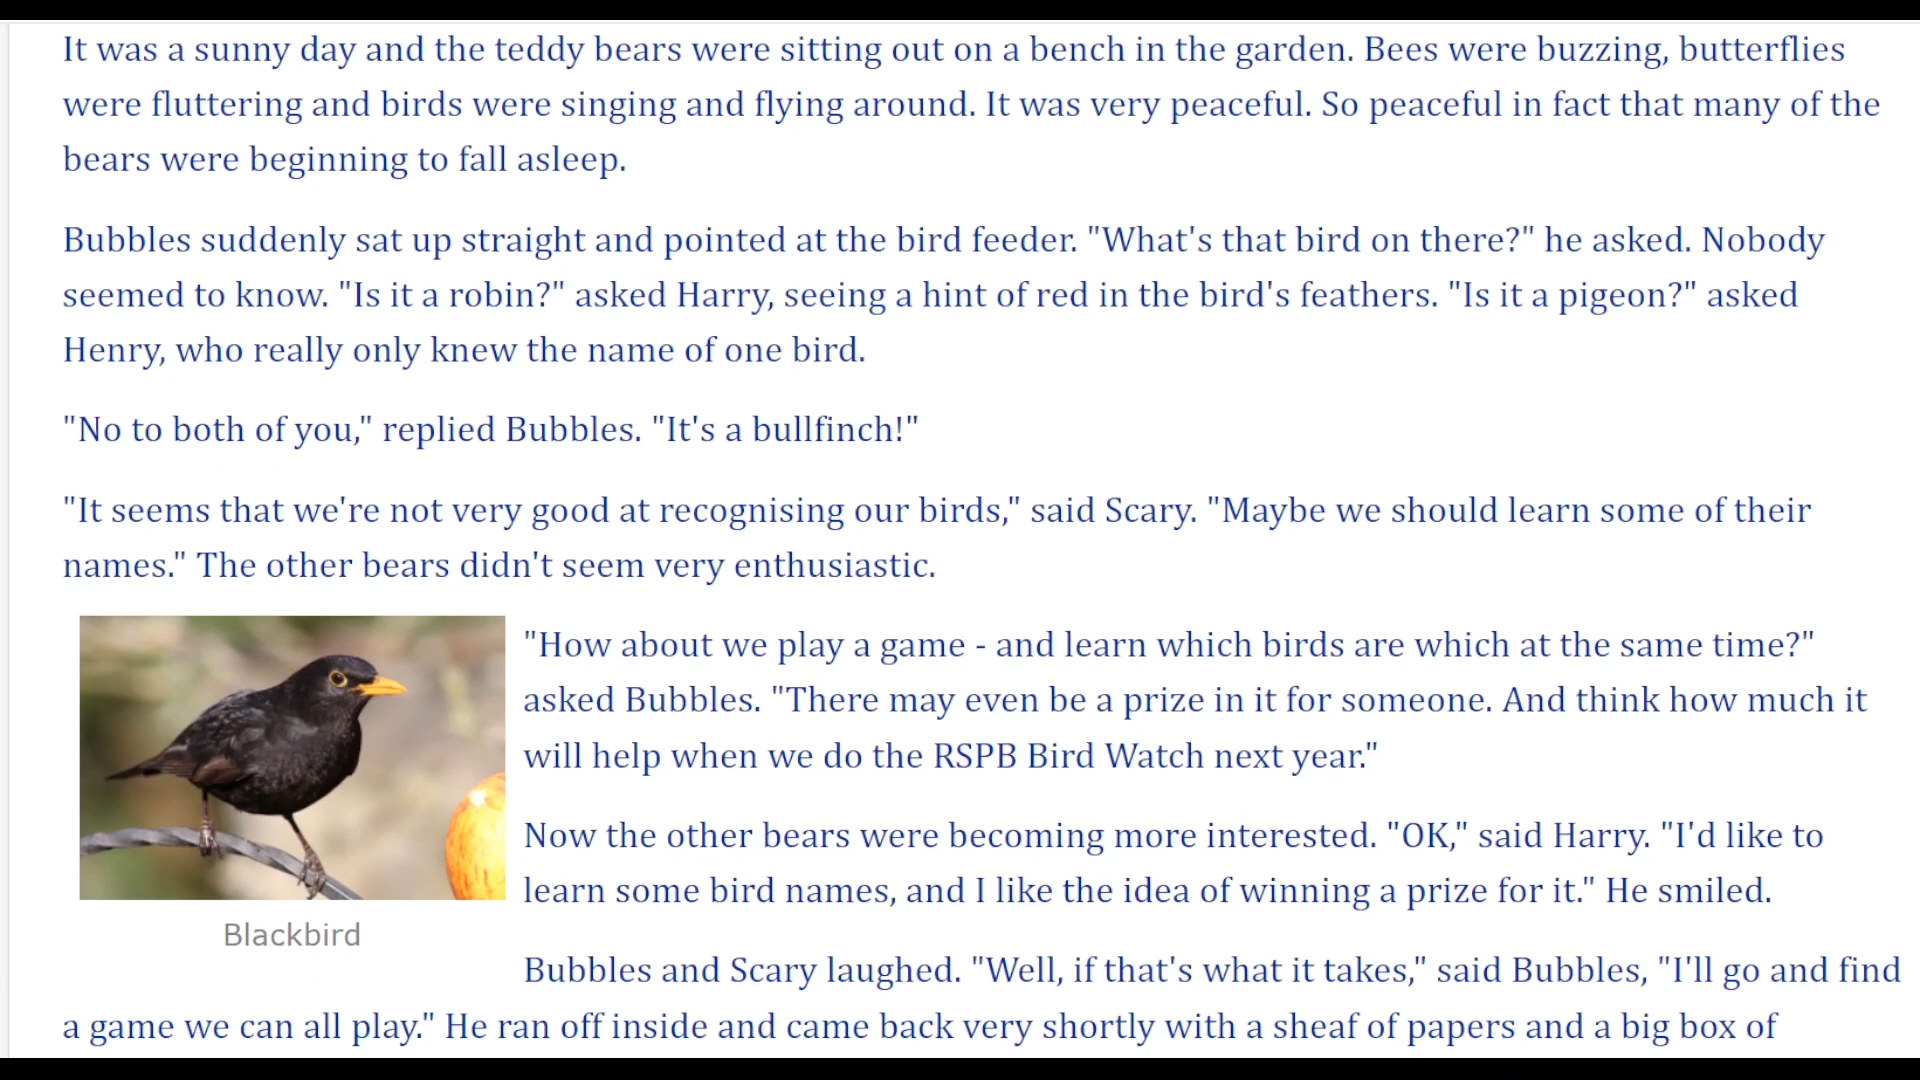 It was a sunny day and the teddy bears were sitting out on a bench in the garden. Bees were buzzing, butterflies
were fluttering and birds were singing and flying around. It was very peaceful. So peaceful in fact that many of the
bears were beginning to fall asleep.
Bubbles suddenly sat up straight and pointed at the bird feeder. "What's that bird on there?" he asked. Nobody
seemed to know. "Is it a robin?" asked Harry, seeing a hint of red in the bird's feathers. "Is it a pigeon?" asked
Henry, who really only knew the name of one bird.
"No to both of you," replied Bubbles. "It's a bullfinch!"
"It seems that we're not very good at recognising our birds," said Scary. "Maybe we should learn some of their
names." The other bears didn't seem very enthusiastic.
"How about we play a game - and learn which birds are which at the same time?"
asked Bubbles. "There may even be a prize in it for someone. And think how much it
will help when we do the RSPB Bird Watch next year."
Now the other bears were becoming more interested. "OK," said Harry. "I'd like to
learn some bird names, and I like the idea of winning a prize for it." He smiled.
Blackbird
Bubbles and Scary laughed. "Well, if that's what it takes," said Bubbles, "I'll go and find
a game we can all play." He ran off inside and came back very shortly with a sheaf of papers and a big box of